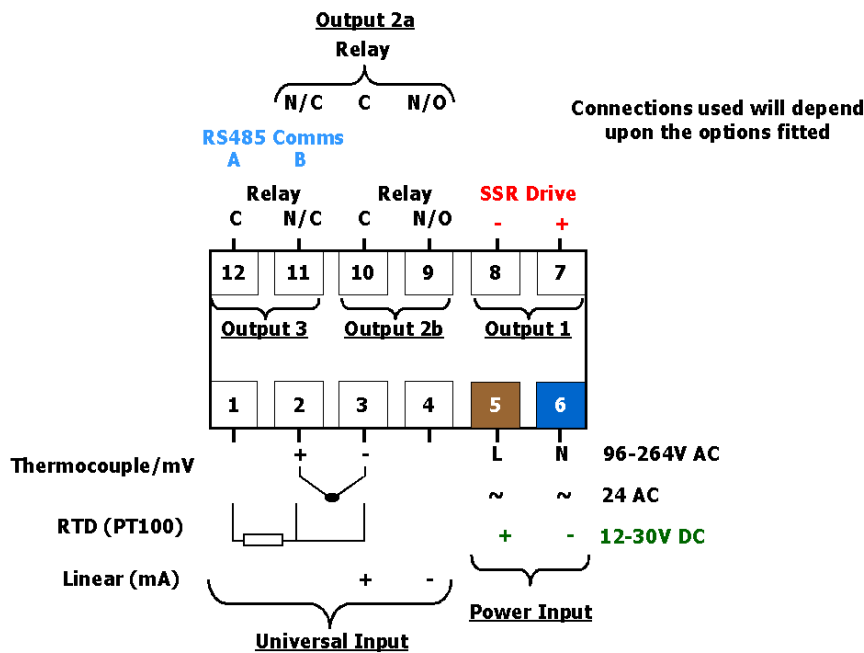 Output 2a
Relay
N/C C N/O
Connections used will depend
upon the options fitted
RS485 Comms
A B
Relay Relay SSR Drive
C N/C C N/O - +
12 11 10 9 8 7
Output 3 Output 2b Output 1
1 2 3 4 5 6
+ - L N 96-264V AC
Thermocouple/mV
~ ~ 24 AC
RTD (PT100)
+ - 12-30V DC
Linear (mA) + -
Power Input
Universal Input